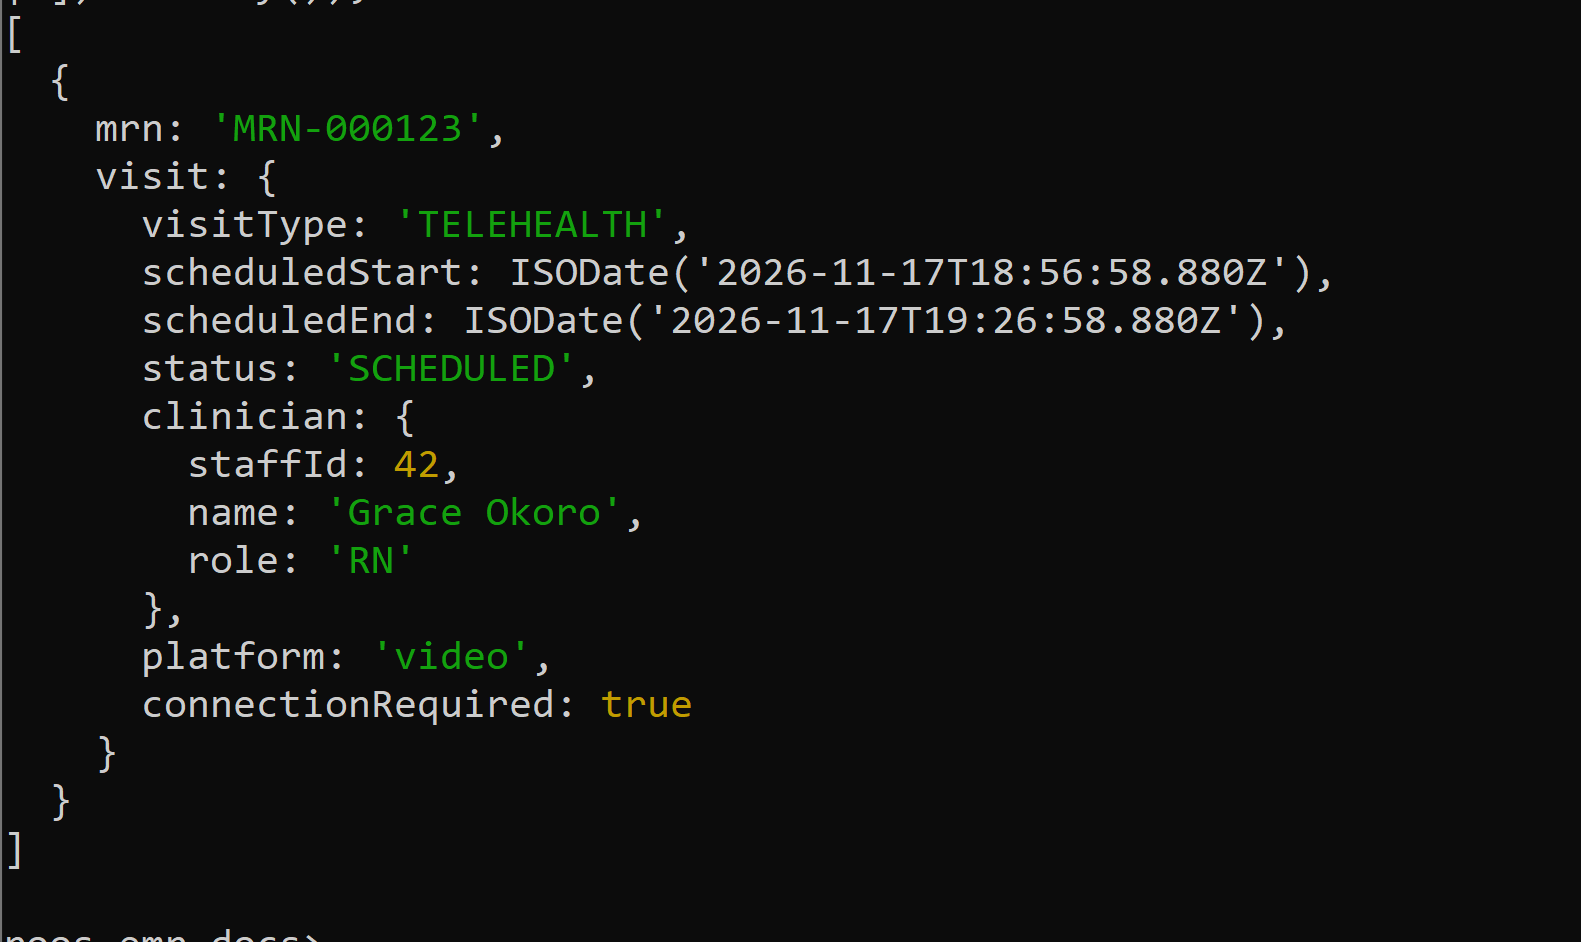 [
  {
    mrn: 'MRN-000123',
    visit: {
      visitType: 'TELEHEALTH',
      scheduledStart: ISODate('2026-11-17T18:56:58.880Z'),
      scheduledEnd: ISODate('2026-11-17T19:26:58.880Z'),
      status: 'SCHEDULED',
      clinician: {
        staffId: 42,
        name: 'Grace Okoro',
        role: 'RN'
      },
      platform: 'video',
      connectionRequired: true
    }
  }
]